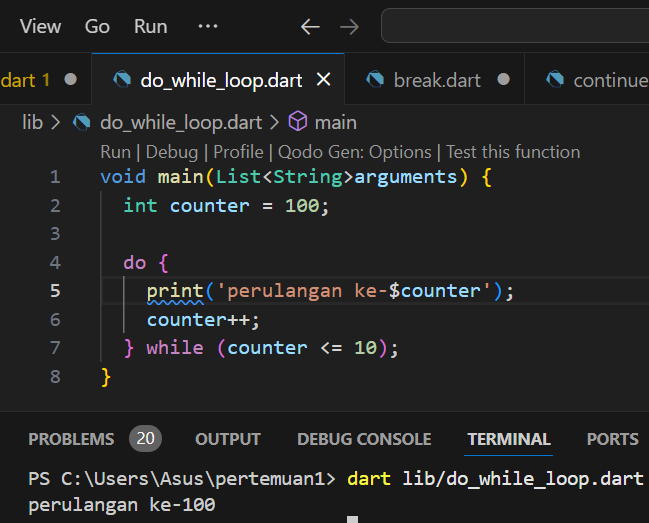 View Go Run ...
dart 1 do_while_loop.dart break.dart continue
lib > do_while_loop.dart > main
Run | Debug | Profile | Qodo Gen: Options | Test this function
1 void main(List<String>arguments) {
2 int counter = 100;
3
4 do {
5 print('perulangan ke-$counter');
6 counter++;
7 } while (counter <= 10);
8 }
PROBLEMS 20 OUTPUT DEBUG CONSOLE TERMINAL PORTS
PS C:\Users\Asus\pertemuan1> dart lib/do_while_loop.dart
perulangan ke-100